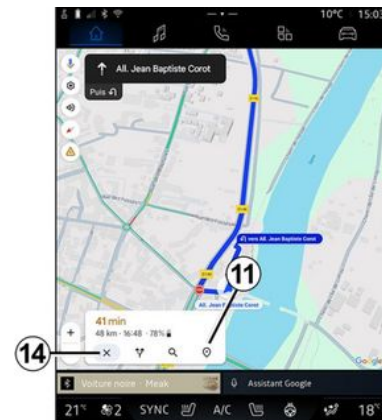 10°C 15:03
All. Jean Baptiste Corot
Puis
vers All. Jean Baptiste Corot
11
All. Jean Baptiste Corot
41 min
48 km · 16:48 · 78%
14
Voiture noire · Meak
Assistant Google
21° 2 SYNC A/C 18°